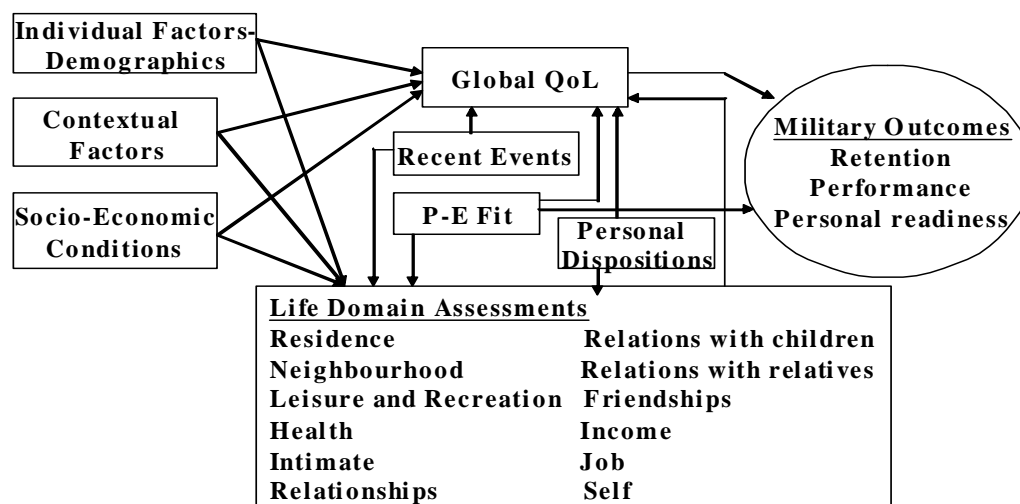 Individual Factors-
Demographics
Contextual
Factors
Socio-Economic
Conditions
Global QoL
Recent Events
P-E Fit
Personal
Dispositions
Military Outcomes
Retention
Performance
Personal readiness
Life Domain Assessments
Residence
Neighbourhood
Leisure and Recreation
Health
Intimate
Relationships
Relations with children
Relations with relatives
Friendships
Income
Job
Self